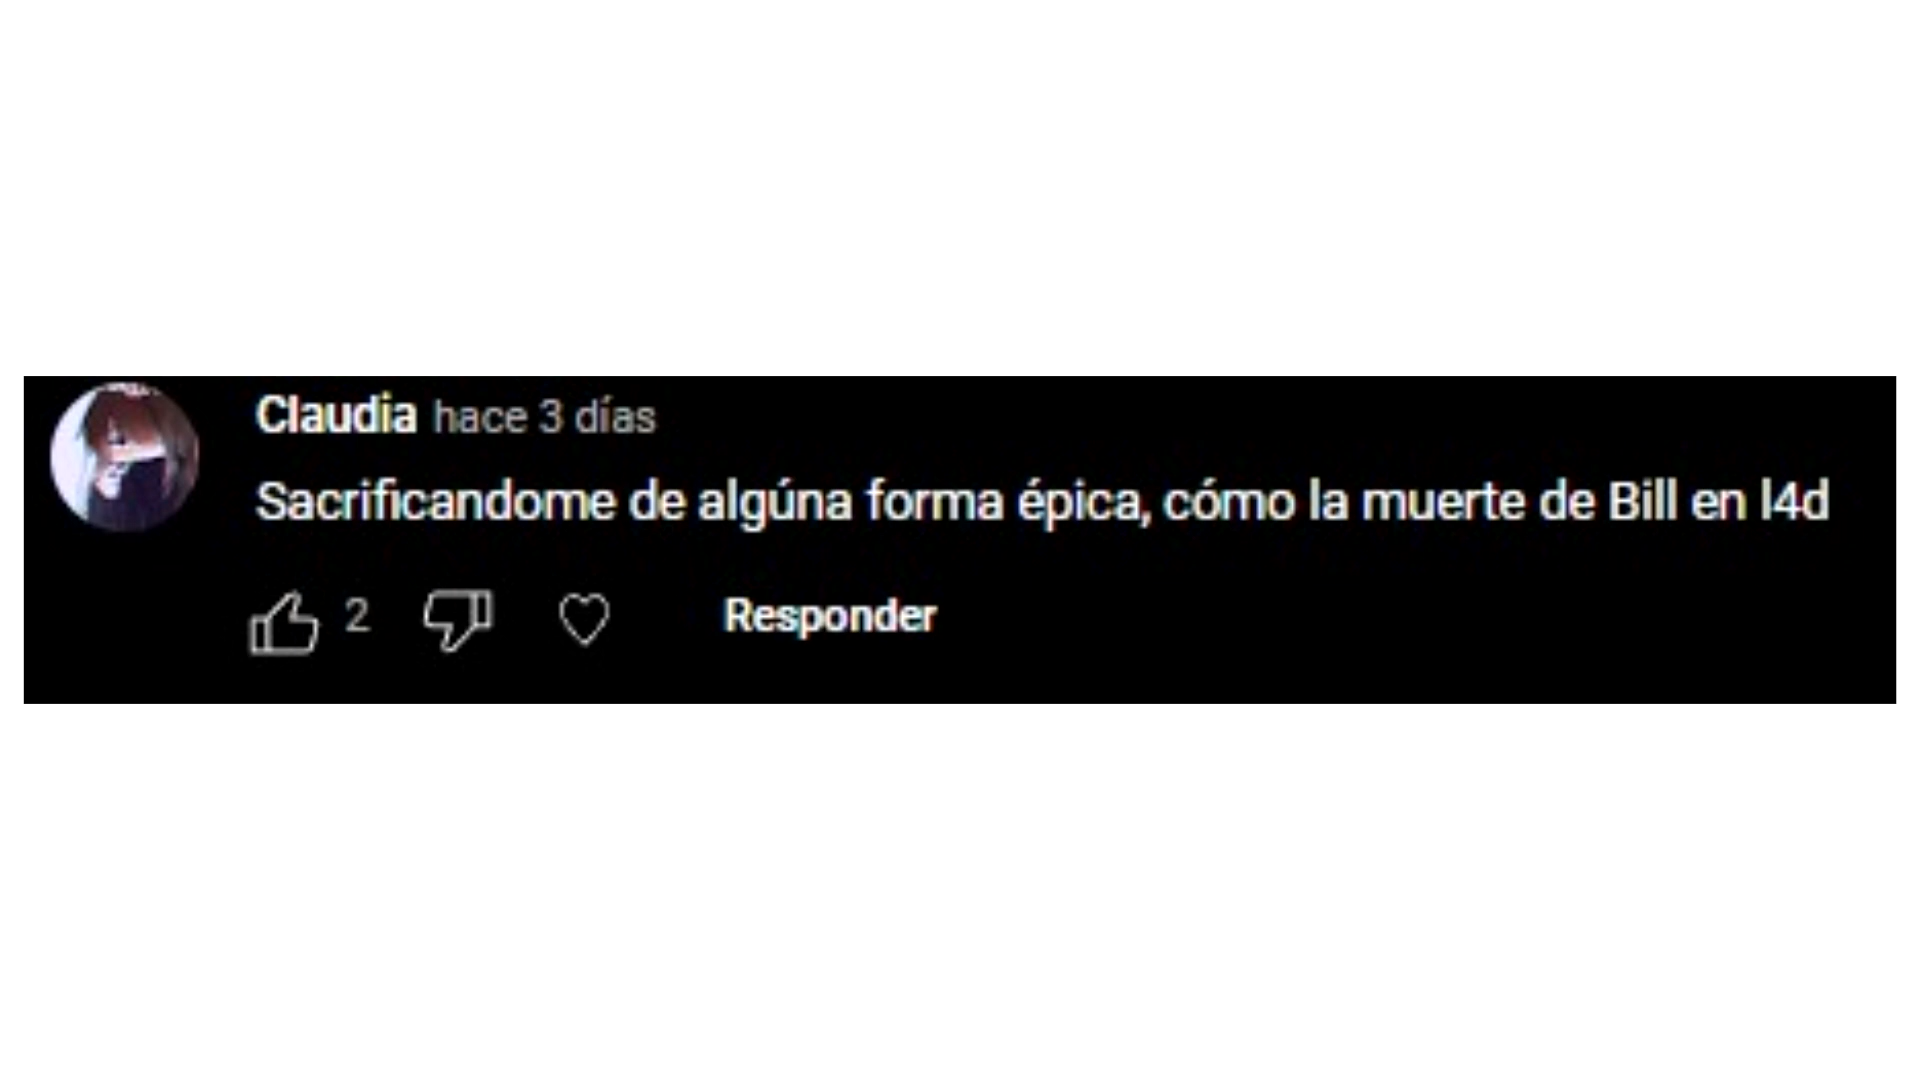 Claudia hace 3 días
Sacrificandome de algúna forma épica, cómo la muerte de Bill en l4d
2 Responder